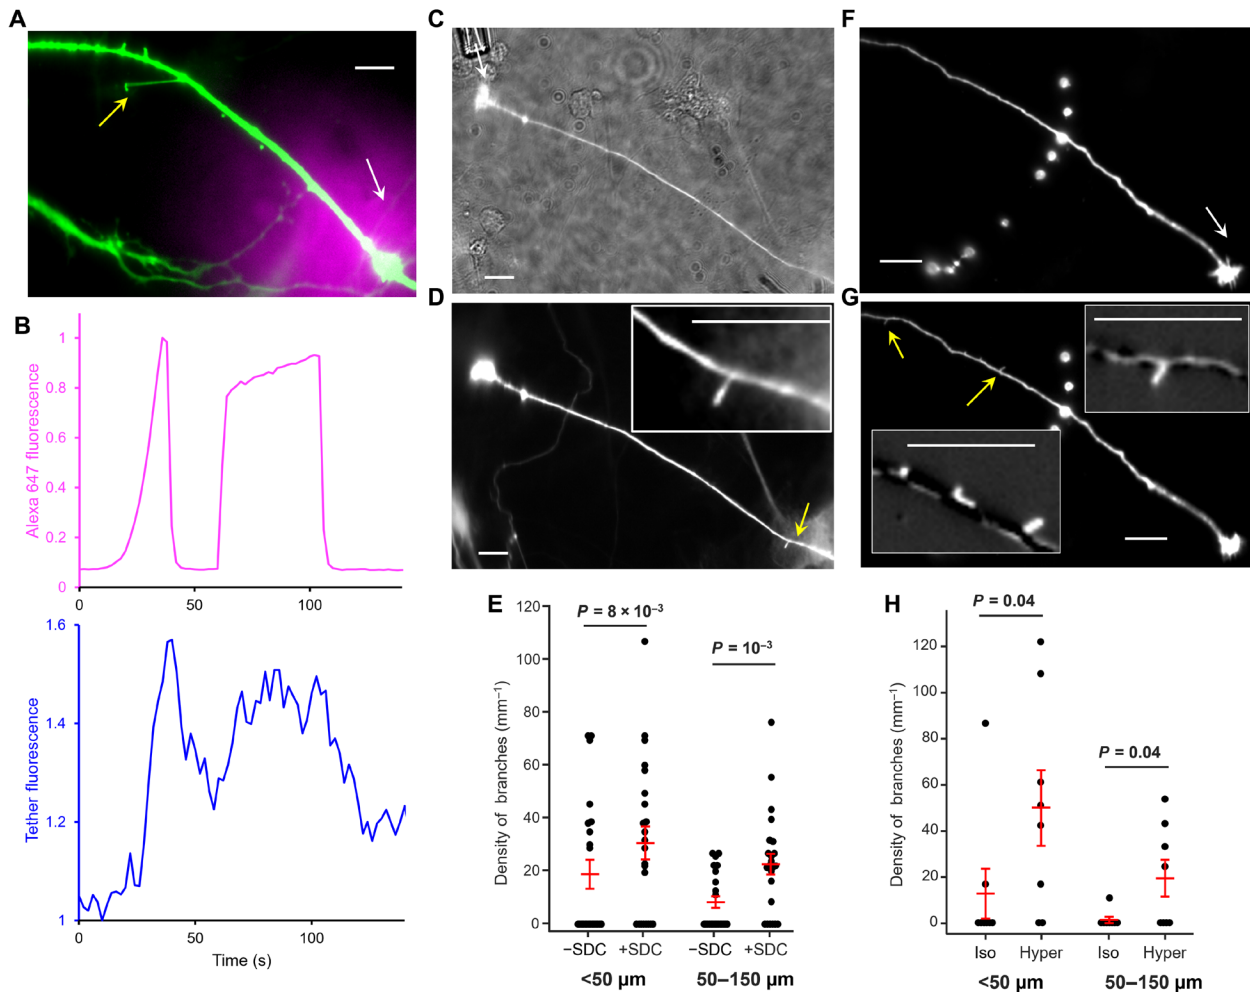 A
B
Alexa 647 fluorescence
1
0.8
0.6
0.4
0.2
0
0
50
100
Tether fluorescence
1.6
1.4
1.2
1
0
50
100
Time (s)
C
D
E
Density of branches (mm⁻¹)
120
100
80
60
40
20
0
P = 8 × 10⁻³
P = 10⁻³
−SDC +SDC −SDC +SDC
<50 µm 50–150 µm
F
G
H
Density of branches (mm⁻¹)
120
100
80
60
40
20
0
P = 0.04
P = 0.04
Iso Hyper Iso Hyper
<50 µm 50–150 µm